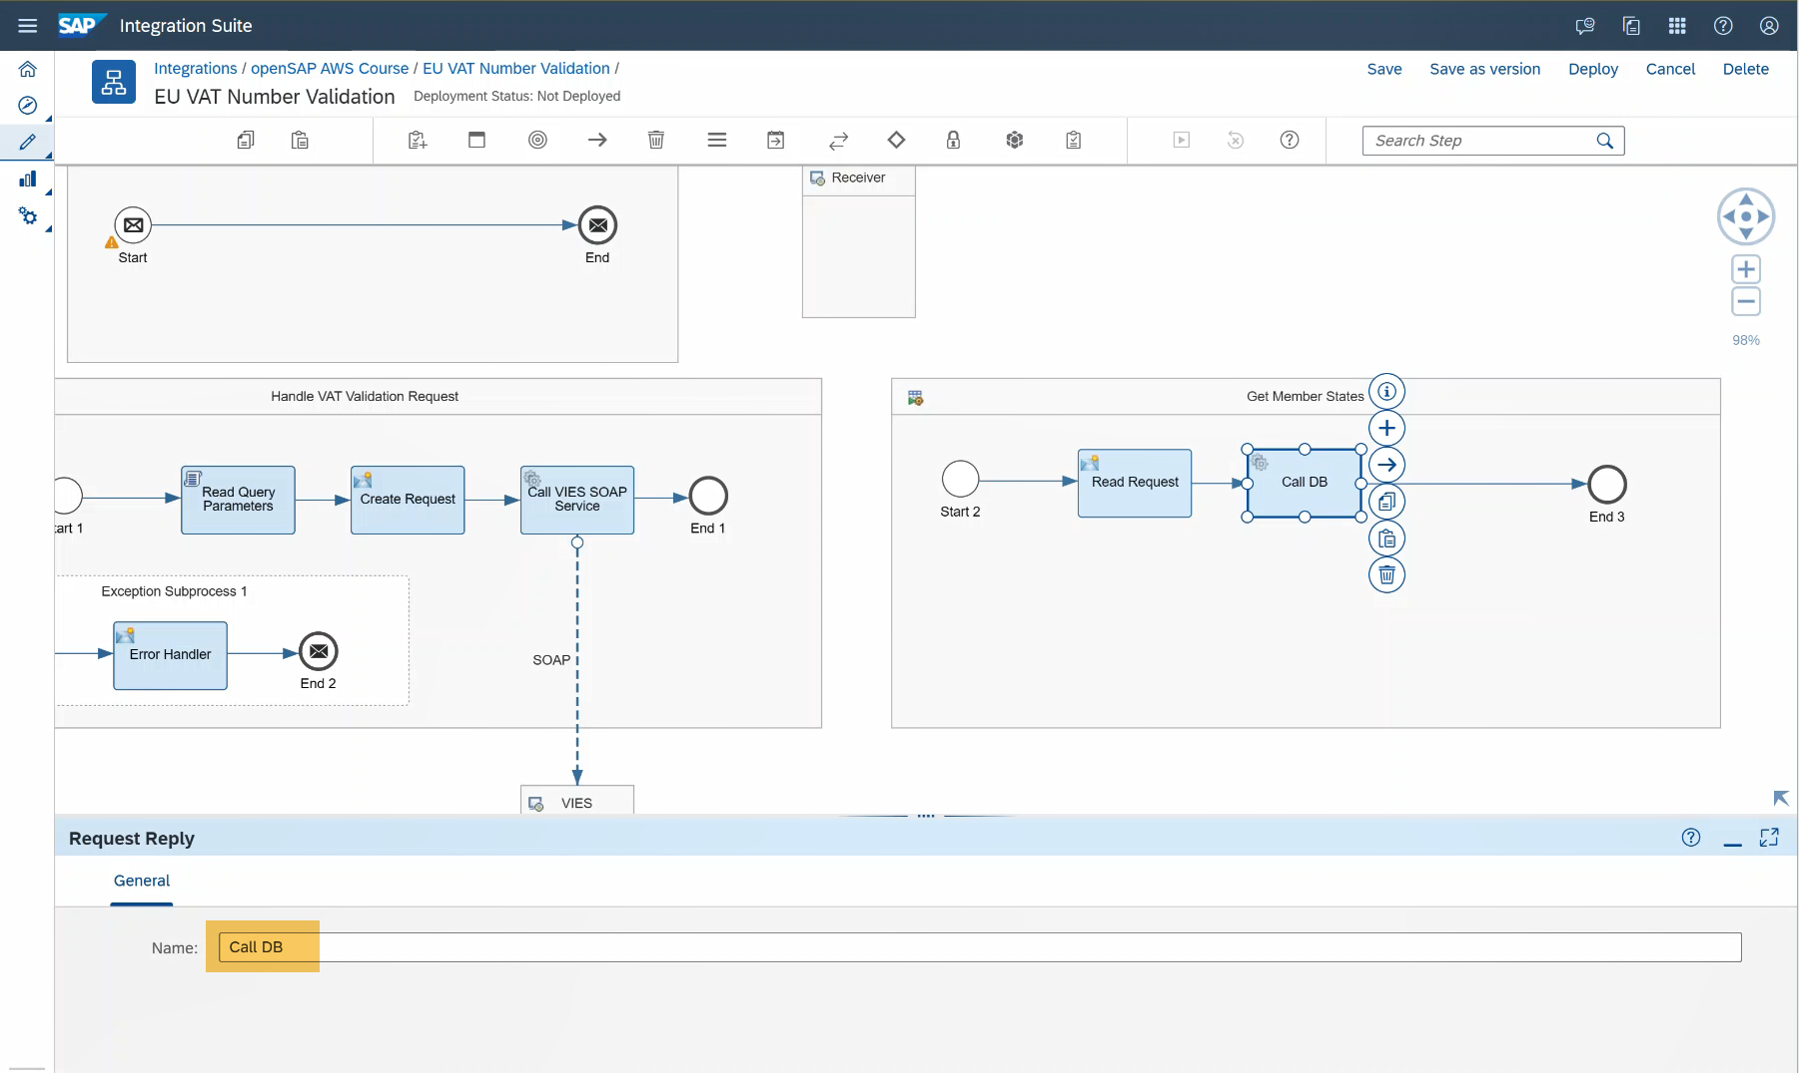 SAP Integration Suite
Integrations / openSAP AWS Course / EU VAT Number Validation /
Save Save as version Deploy Cancel Delete
EU VAT Number Validation Deployment Status: Not Deployed
Search Step
Receiver
Start
End
98%
Handle VAT Validation Request
Get Member States
Read Query
Parameters
Create Request
Call VIES SOAP
Service
art 1
End 1
Start 2
Read Request
Call DB
End 3
Exception Subprocess 1
Error Handler
End 2
SOAP
VIES
Request Reply
General
Name: Call DB